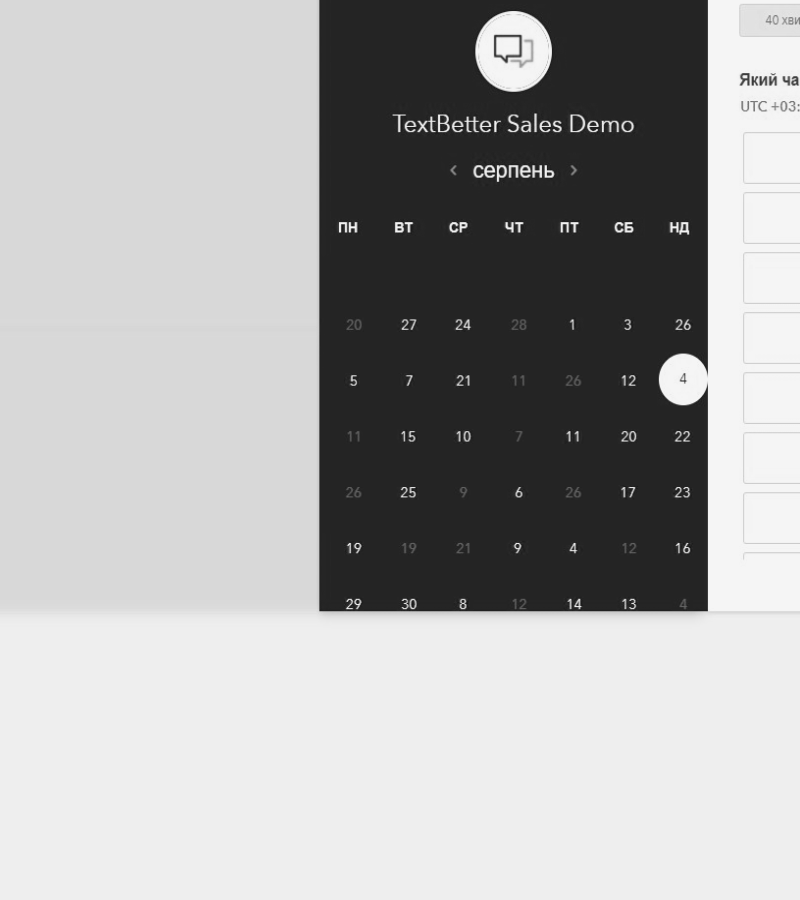 40 хви
TextBetter Sales Demo
‹ серпень ›
Який ча
UTC +03:
ПН ВТ СР ЧТ ПТ СБ НД
20 27 24 28 1 3 26
5 7 21 11 26 12 4
11 15 10 7 11 20 22
26 25 9 6 26 17 23
19 19 21 9 4 12 16
29 30 8 12 14 13 4